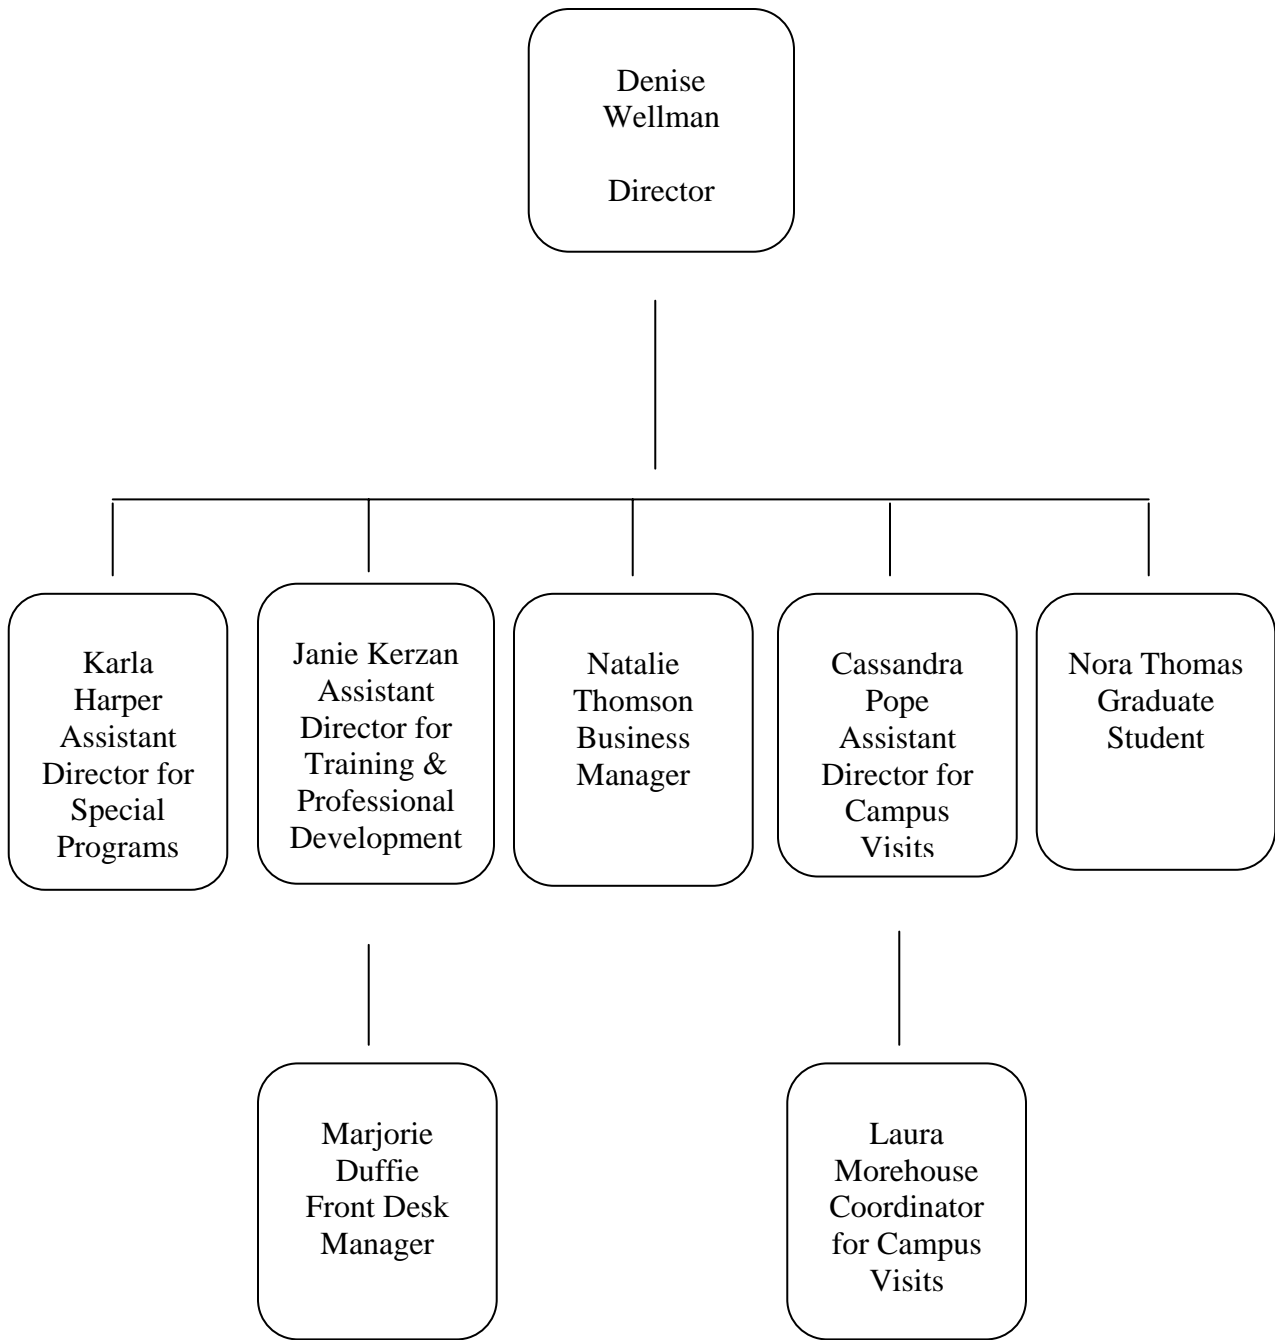 Denise
Wellman
Director
Karla
Harper
Assistant
Director for
Special
Programs
Janie Kerzan
Assistant
Director for
Training &
Professional
Development
Natalie
Thomson
Business
Manager
Cassandra
Pope
Assistant
Director for
Campus
Visits
Nora Thomas
Graduate
Student
Marjorie
Duffie
Front Desk
Manager
Laura
Morehouse
Coordinator
for Campus
Visits